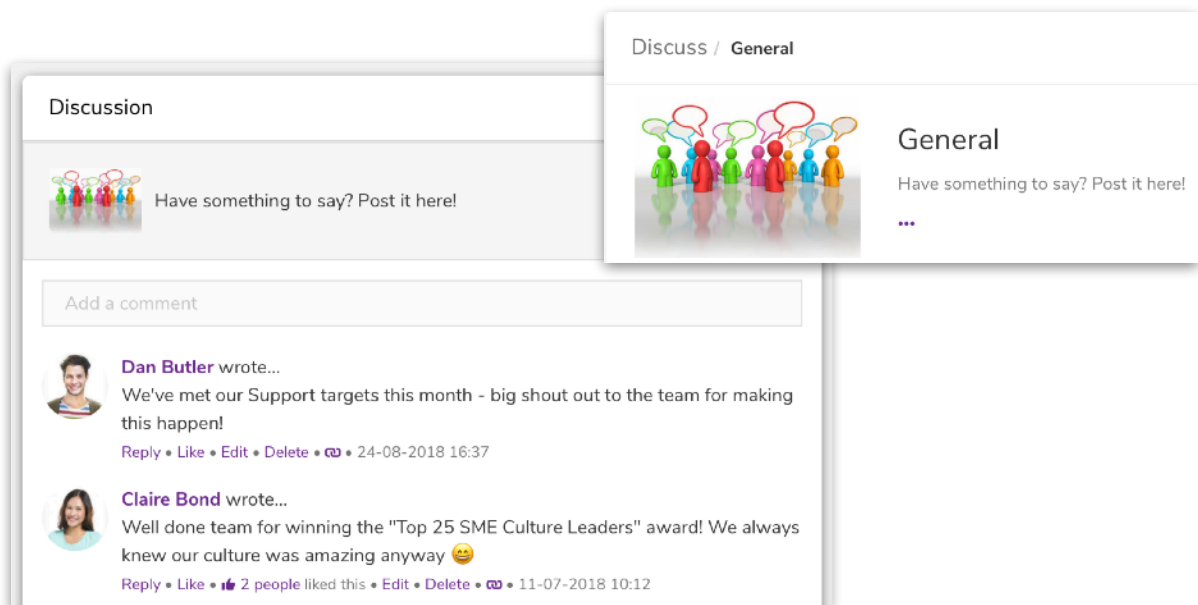 Discuss / General
General
Have something to say? Post it here!
...
Discussion
Have something to say? Post it here!
Add a comment
Dan Butler wrote...
We've met our Support targets this month - big shout out to the team for making
this happen!
Reply • Like • Edit • Delete • • 24-08-2018 16:37
Claire Bond wrote...
Well done team for winning the "Top 25 SME Culture Leaders" award! We always
knew our culture was amazing anyway 😄
Reply • Like • 👍 2 people liked this • Edit • Delete • • 11-07-2018 10:12